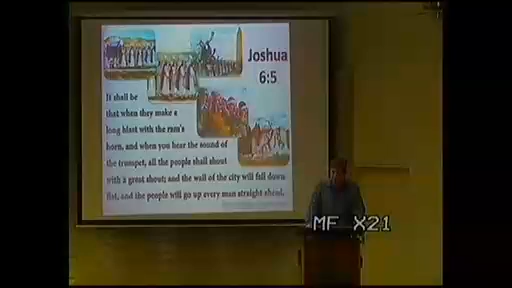 Joshua
6:5
It shall be
that when they make a
long blast with the ram's
horn, and when you hear the sound of
the trumpet, all the people shall shout
with a great shout; and the wall of the city will fall down
flat, and the people will go up every man straight ahead.
MF X21